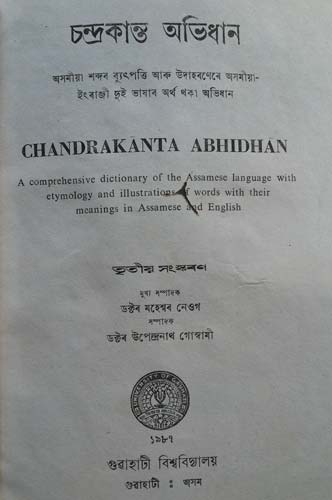 চন্দ্ৰকান্ত অভিধান
অসমীয়া শব্দৰ ব্যুৎপত্তি আৰু উদাহৰণেৰে অসমীয়া-
ইংৰাজী দুই ভাষাৰ অৰ্থ থকা অভিধান
CHANDRAKĀNTA ABHIDHĀN
A comprehensive dictionary of the Assamese language with
etymology and illustrations of words with their
meanings in Assamese and English
তৃতীয় সংস্কৰণ
মুখ্য সম্পাদক
ডক্টৰ মহেশ্বৰ নেওগ
সম্পাদক
ডক্টৰ উপেন্দ্ৰনাথ গোস্বামী
১৯৮৭
গুৱাহাটী বিশ্ববিদ্যালয়
গুৱাহাটী : অসম